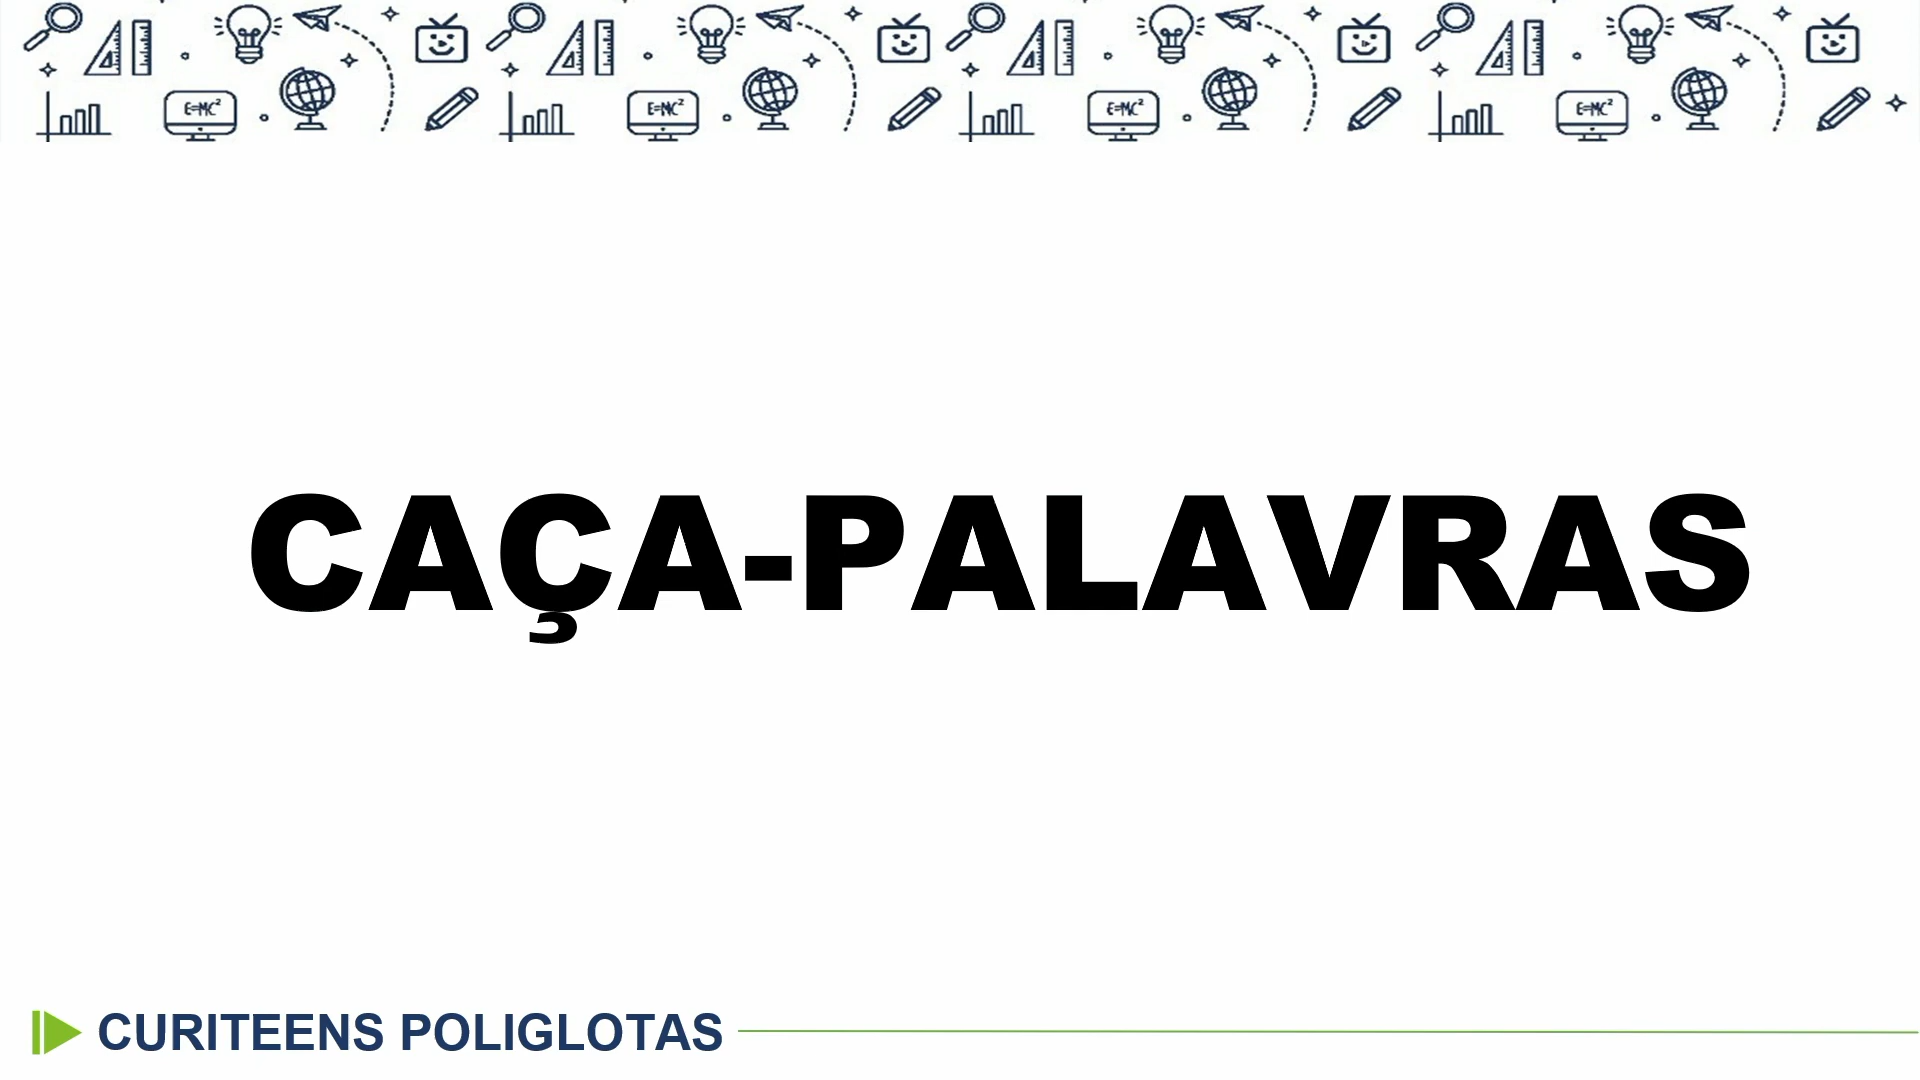 E=MC² E=MC² E=MC² E=MC²
CAÇA-PALAVRAS
CURITEENS POLIGLOTAS